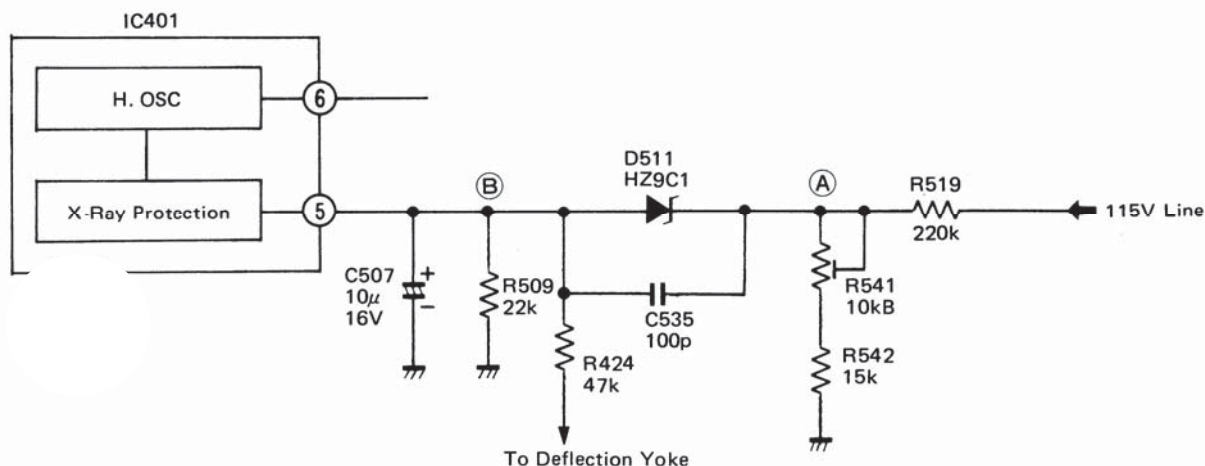 IC401
H. OSC
6
X-Ray Protection
5
B
A
D511
HZ9C1
R519
220k
115V Line
C507
10μ
16V
+
−
R509
22k
C535
100p
R541
10kB
R424
47k
R542
15k
To Deflection Yoke